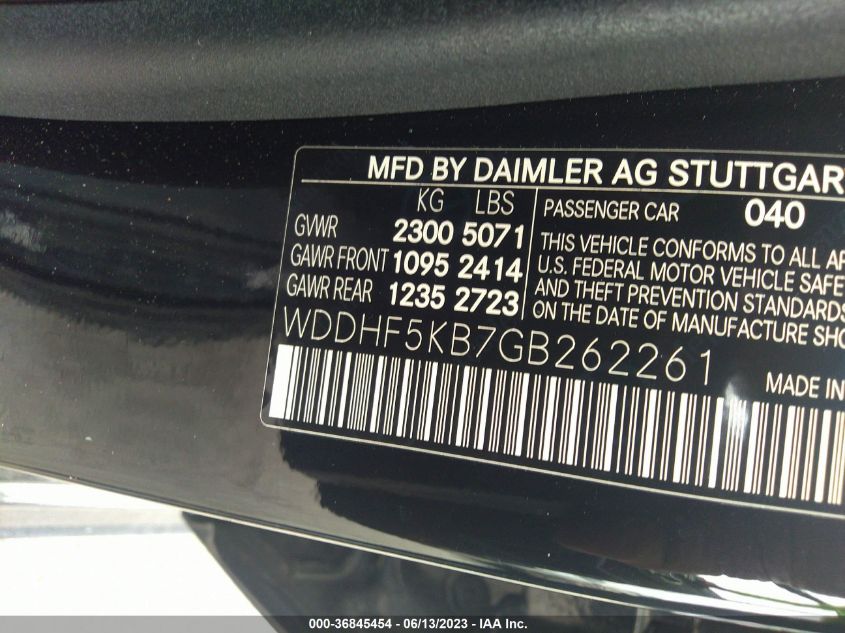 MFD BY DAIMLER AG STUTTGAR
KG LBS
GVWR 2300 5071
GAWR FRONT 1095 2414
GAWR REAR 1235 2723
PASSENGER CAR 040
THIS VEHICLE CONFORMS TO ALL AP
U.S. FEDERAL MOTOR VEHICLE SAFE
AND THEFT PREVENTION STANDARDS
ON THE DATE OF MANUFACTURE SHO
WDDHF5KB7GB262261
MADE IN
000-36845454 - 06/13/2023 - IAA Inc.